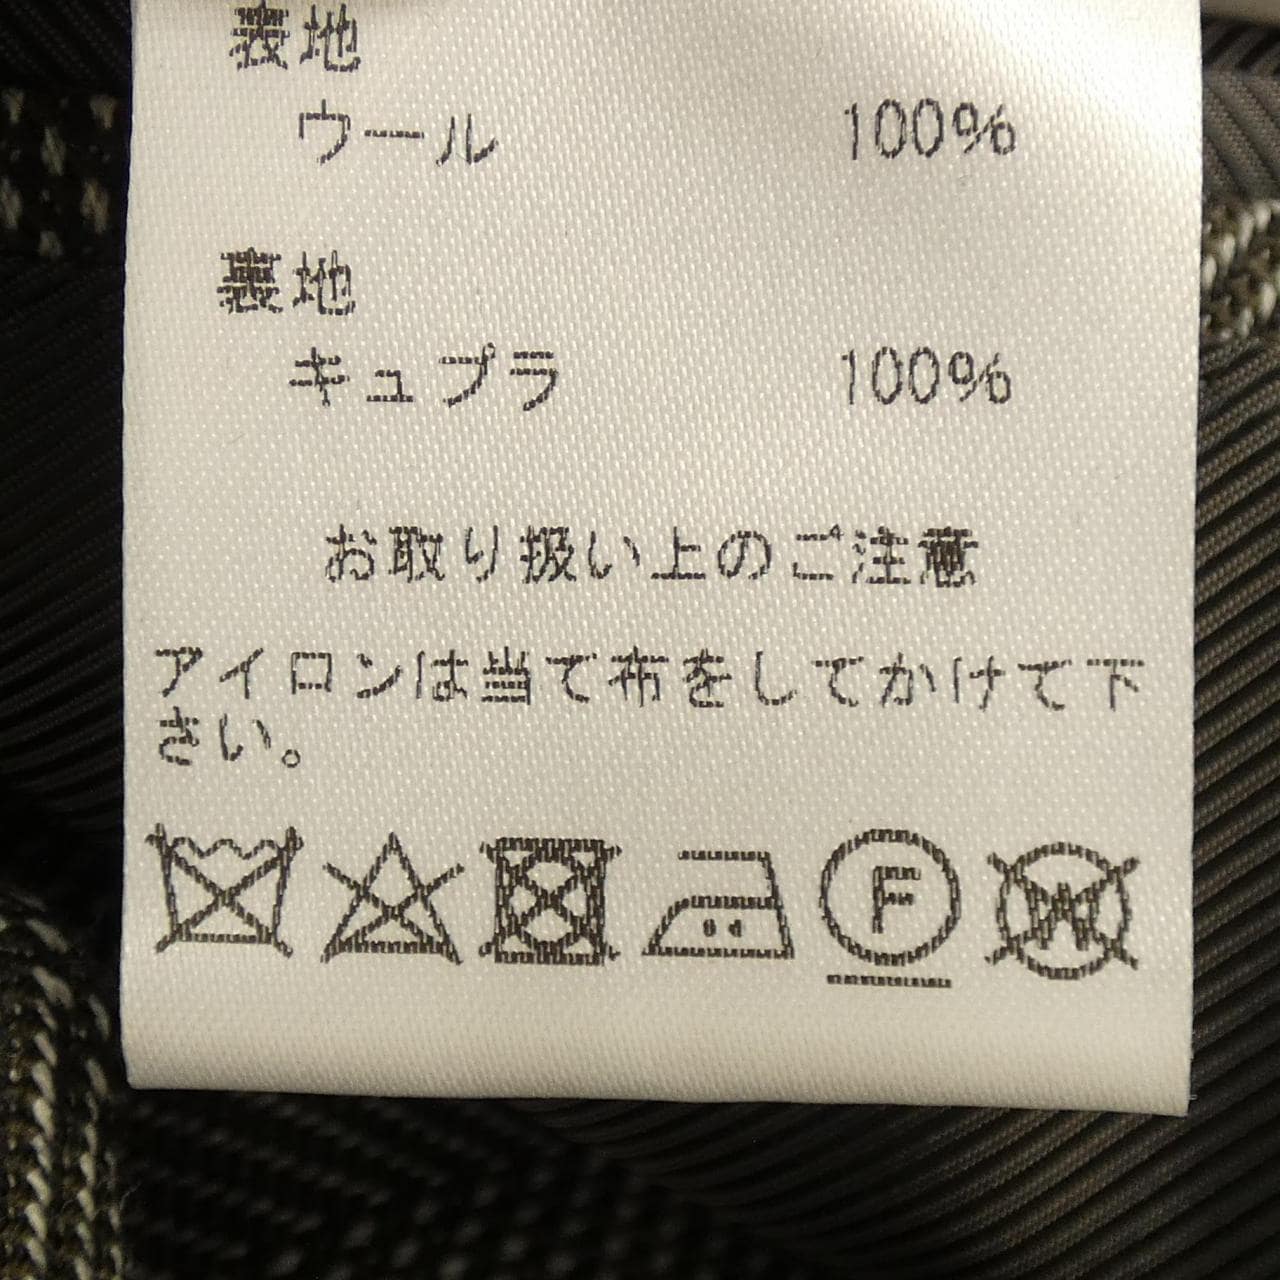 表地
ウール 100%
裏地
キュプラ 100%
お取り扱い上のご注意
アイロンは当て布をしてかけて下
さい。
F W